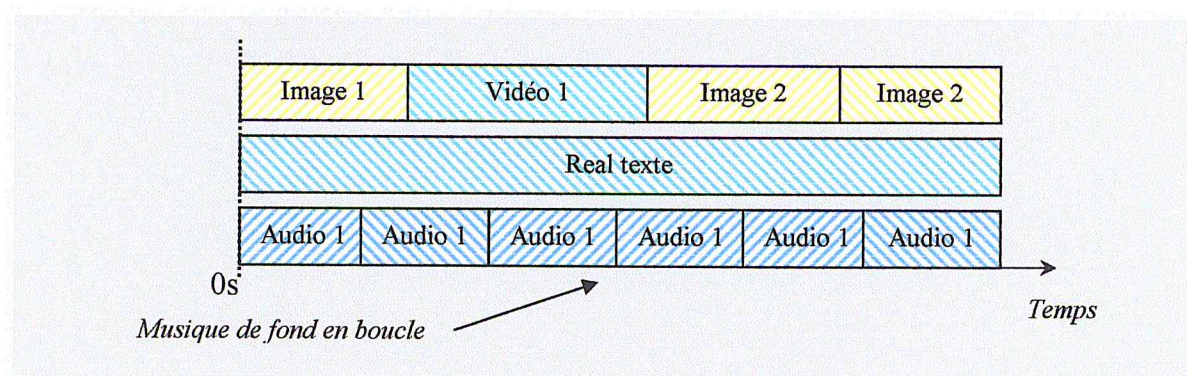 Image 1 Vidéo 1 Image 2 Image 2
Real texte
Audio 1 Audio 1 Audio 1 Audio 1 Audio 1 Audio 1
0s
Temps
Musique de fond en boucle